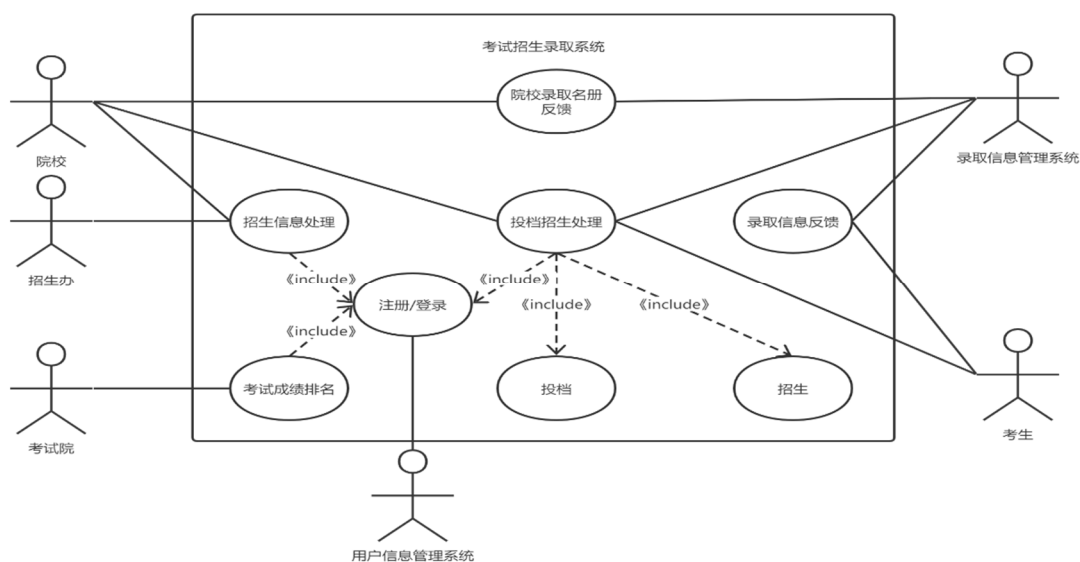 考试招生录取系统
院校录取名册
反馈
院校
录取信息管理系统
招生信息处理
投档招生处理
录取信息反馈
招生办
《include》
《include》
注册/登录
《include》
《include》
《include》
考试成绩排名
投档
招生
考试院
考生
用户信息管理系统